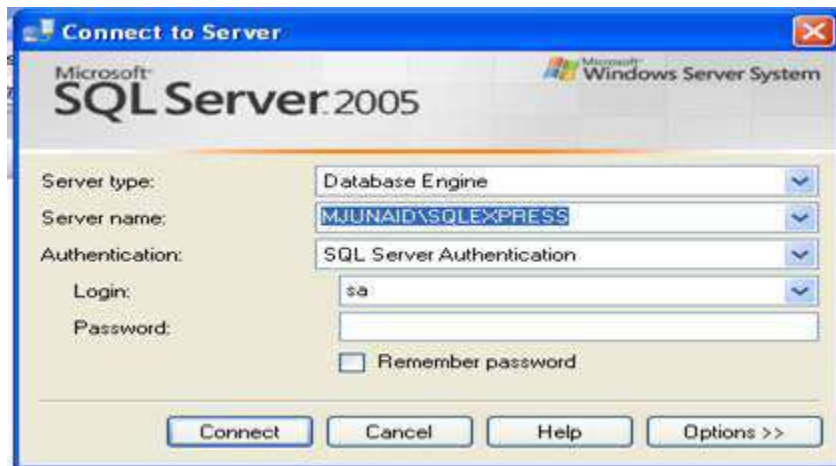 Connect to Server
Microsoft
SQL Server 2005
Microsoft
Windows Server System
Server type: Database Engine
Server name: MJUNAID\SQLEXPRESS
Authentication: SQL Server Authentication
Login: sa
Password:
Remember password
Connect Cancel Help Options >>